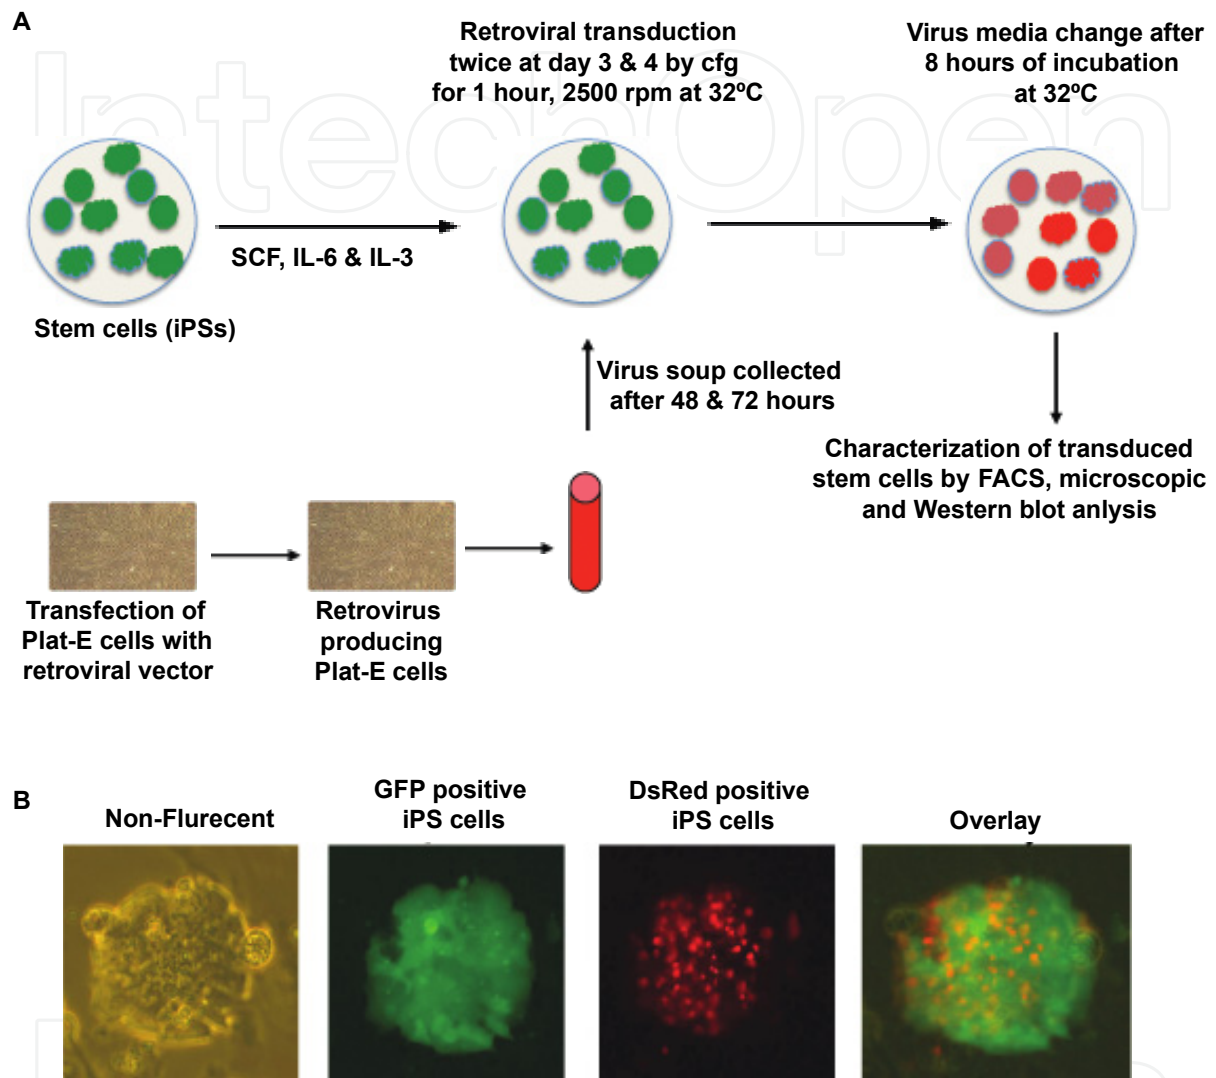 A
Retroviral transduction
twice at day 3 & 4 by cfg
for 1 hour, 2500 rpm at 32ºC
Virus media change after
8 hours of incubation
at 32ºC
IntechOpen
SCF, IL-6 & IL-3
Stem cells (iPSs)
Virus soup collected
after 48 & 72 hours
Characterization of transduced
stem cells by FACS, microscopic
and Western blot anlysis
Transfection of
Plat-E cells with
retroviral vector
Retrovirus
producing
Plat-E cells
B
Non-Flurecent
GFP positive
iPS cells
DsRed positive
iPS cells
Overlay